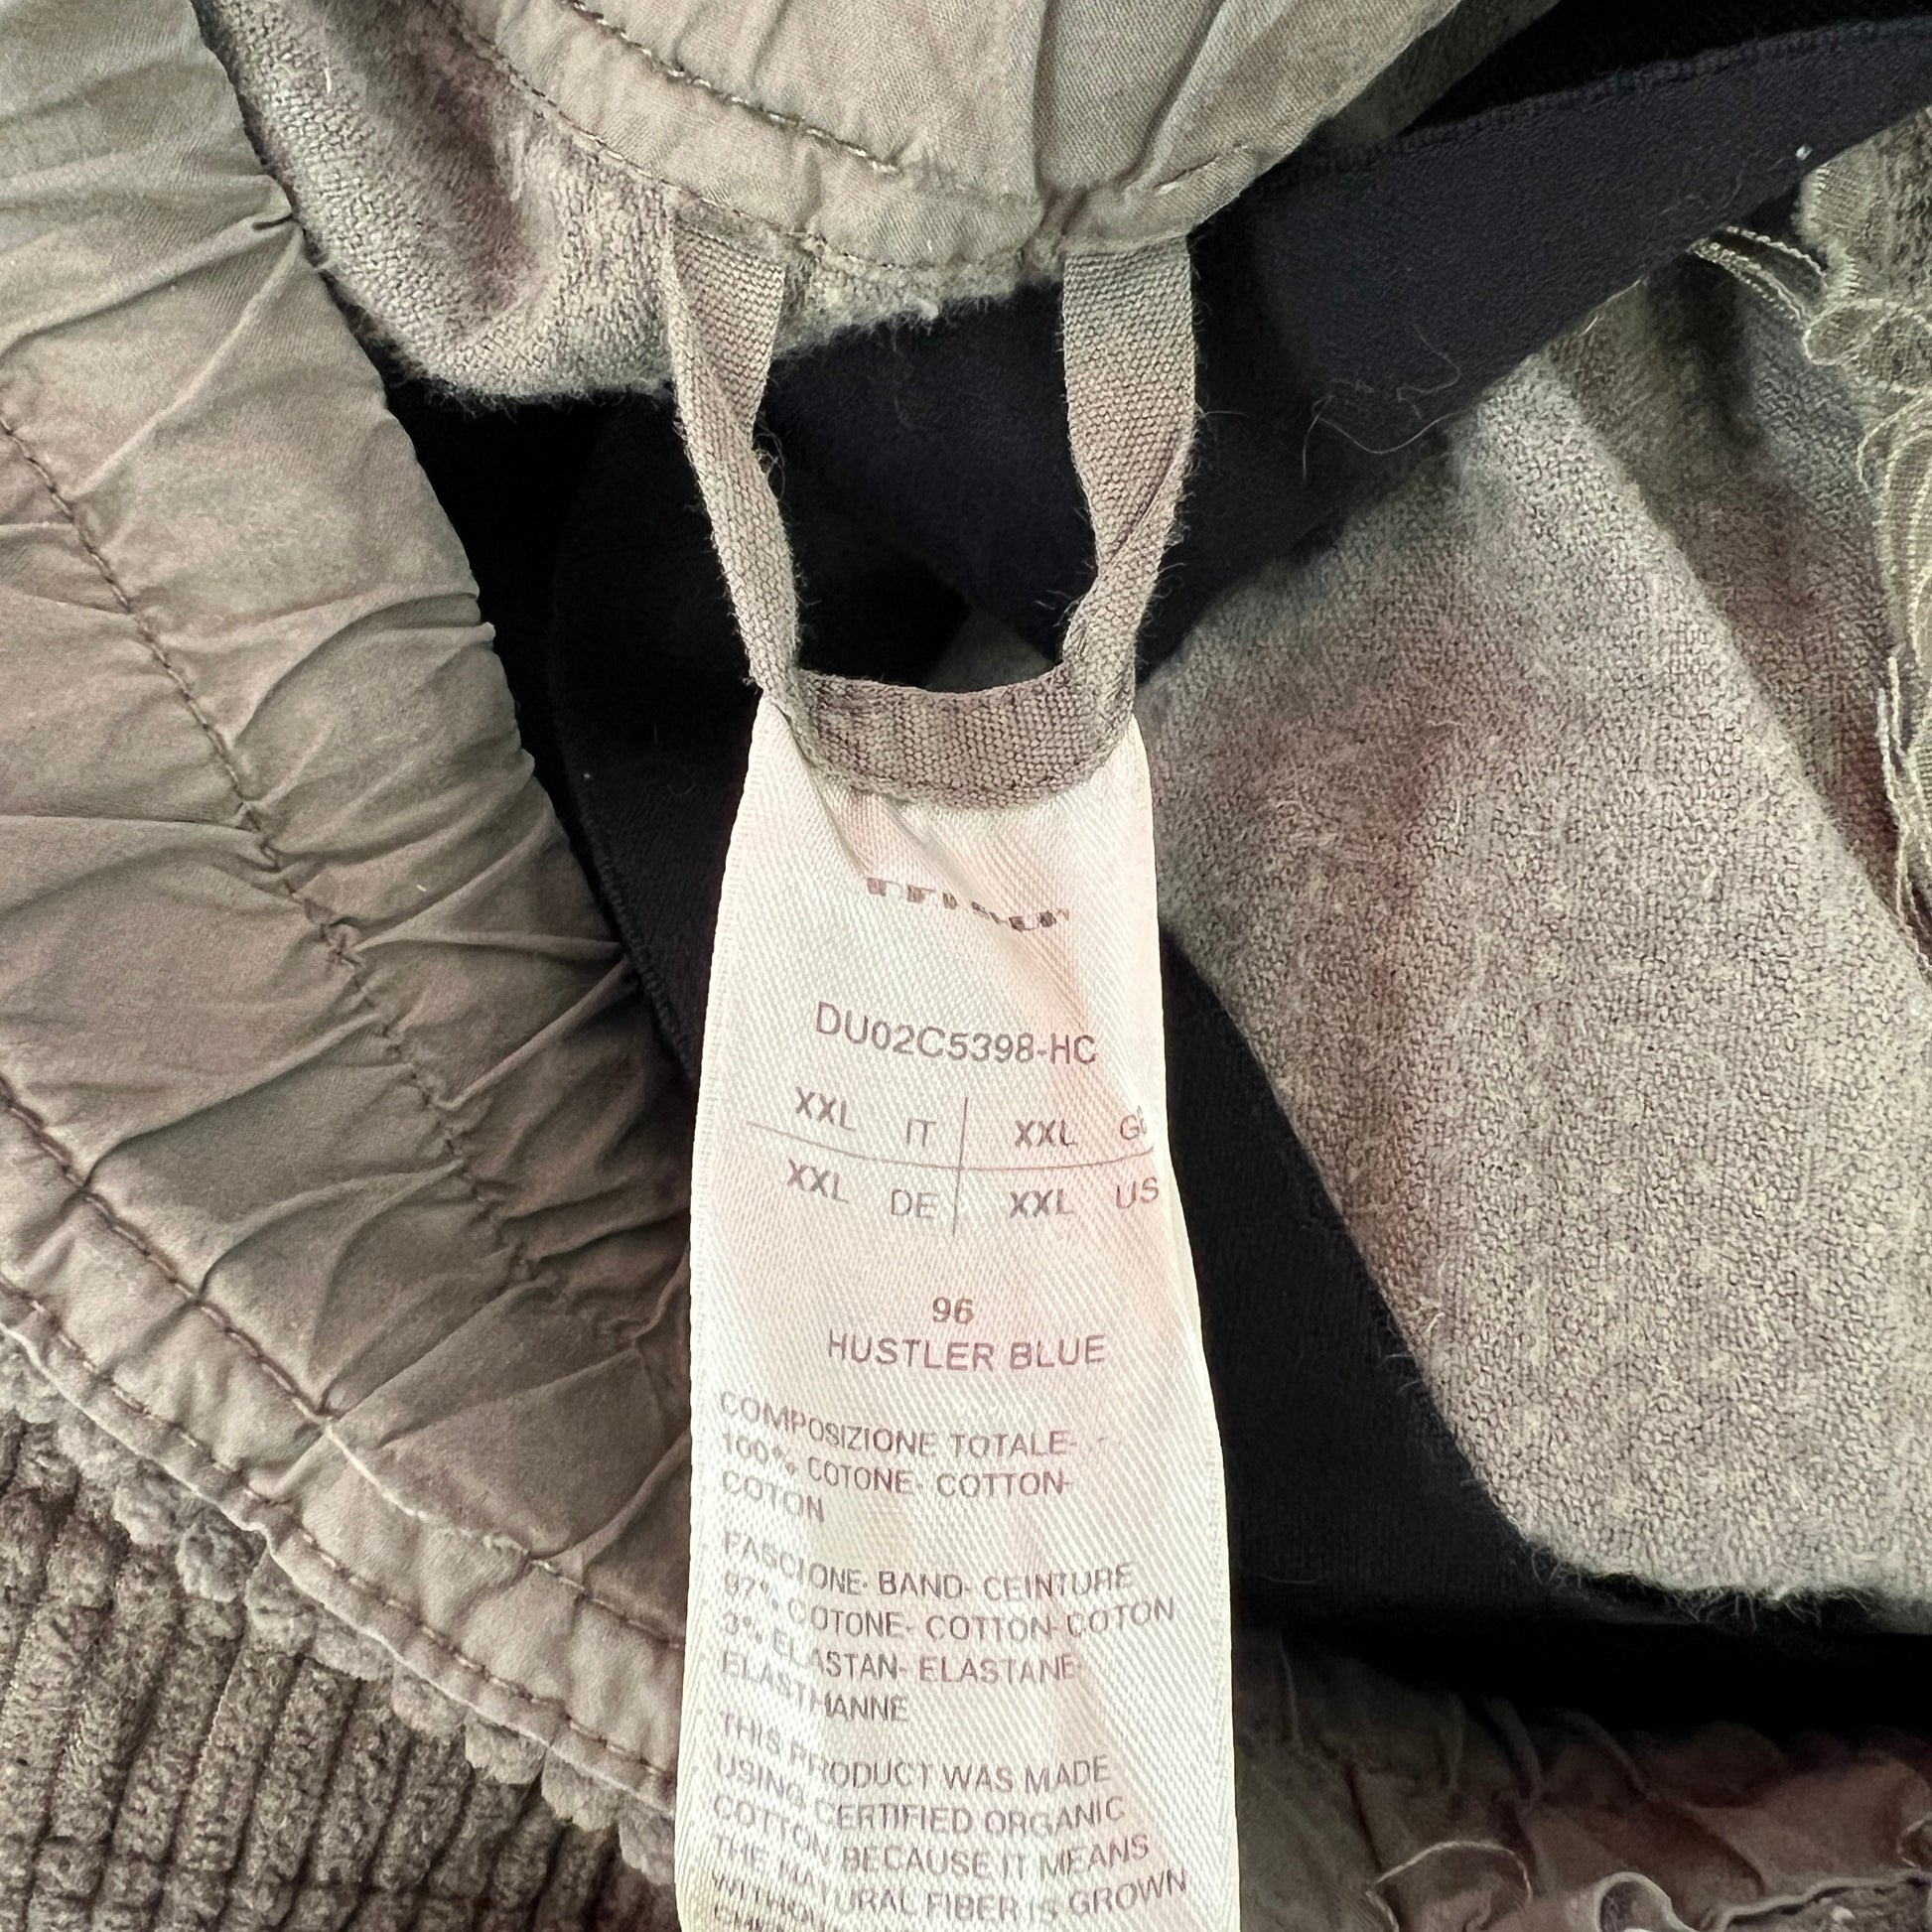 DU02C5398-HC
XXL IT XXL
XXL DE XXL US
96
HUSTLER BLUE
COMPOSIZIONE TOTALE- -
100% COTONE- COTTON-
COTON
FASCIONE- BAND- CEINTURE
97% COTONE- COTTON- COTON
3% ELASTAN- ELASTANE-
ELASTHANNE
THIS PRODUCT WAS MADE
USING CERTIFIED ORGANIC
COTTON BECAUSE IT MEANS
THE NATURAL FIBER IS GROWN